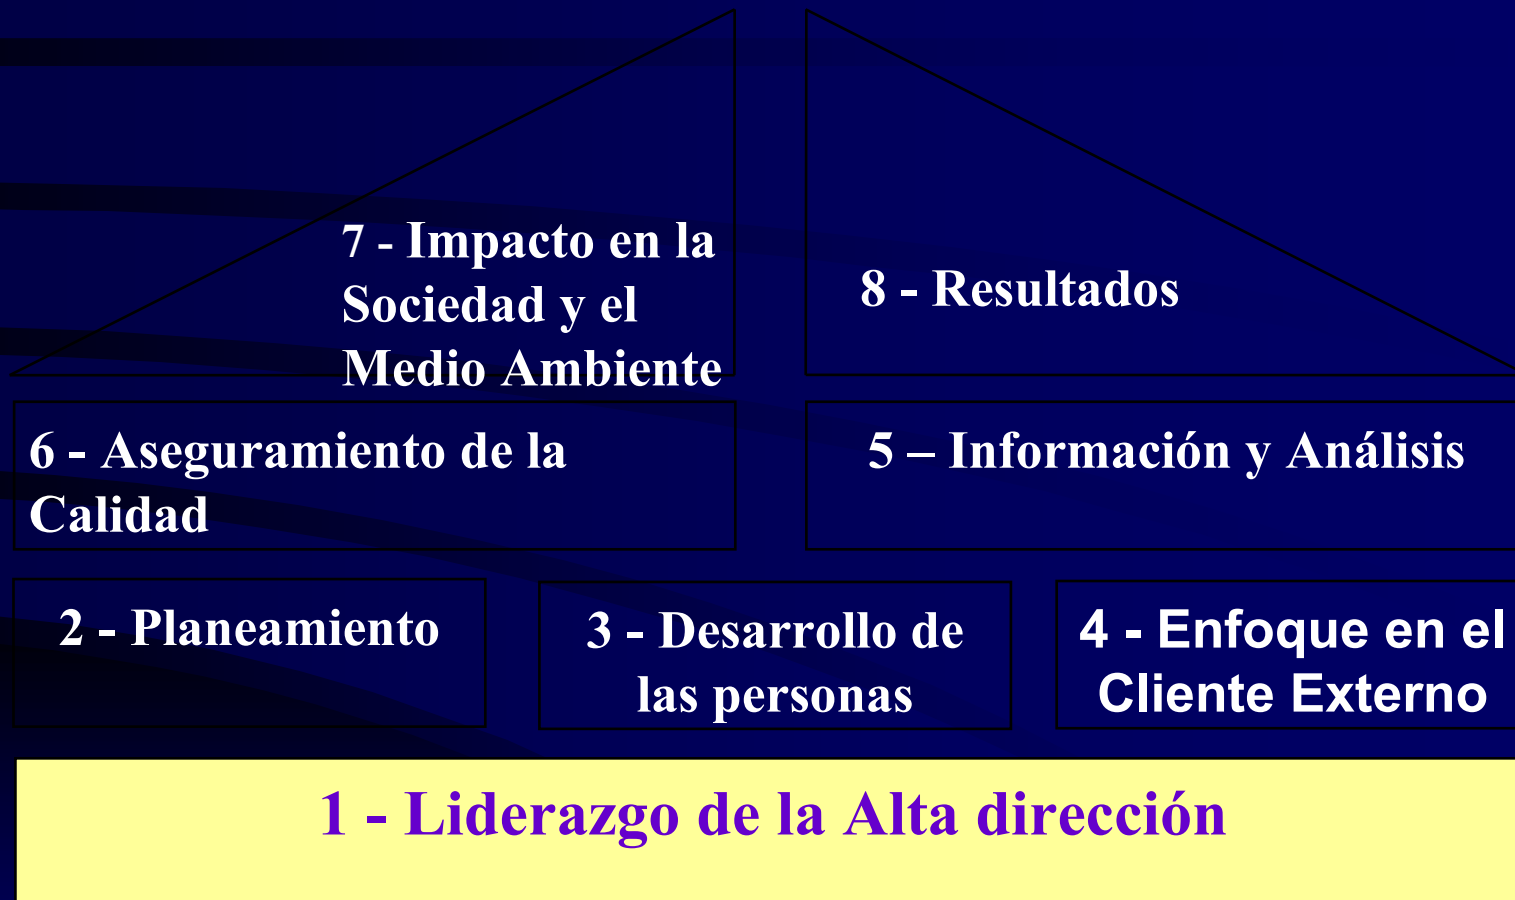 7 - Impacto en la
Sociedad y el
Medio Ambiente
8 - Resultados
6 - Aseguramiento de la
Calidad
5 – Información y Análisis
2 - Planeamiento
3 - Desarrollo de
las personas
4 - Enfoque en el
Cliente Externo
1 - Liderazgo de la Alta dirección